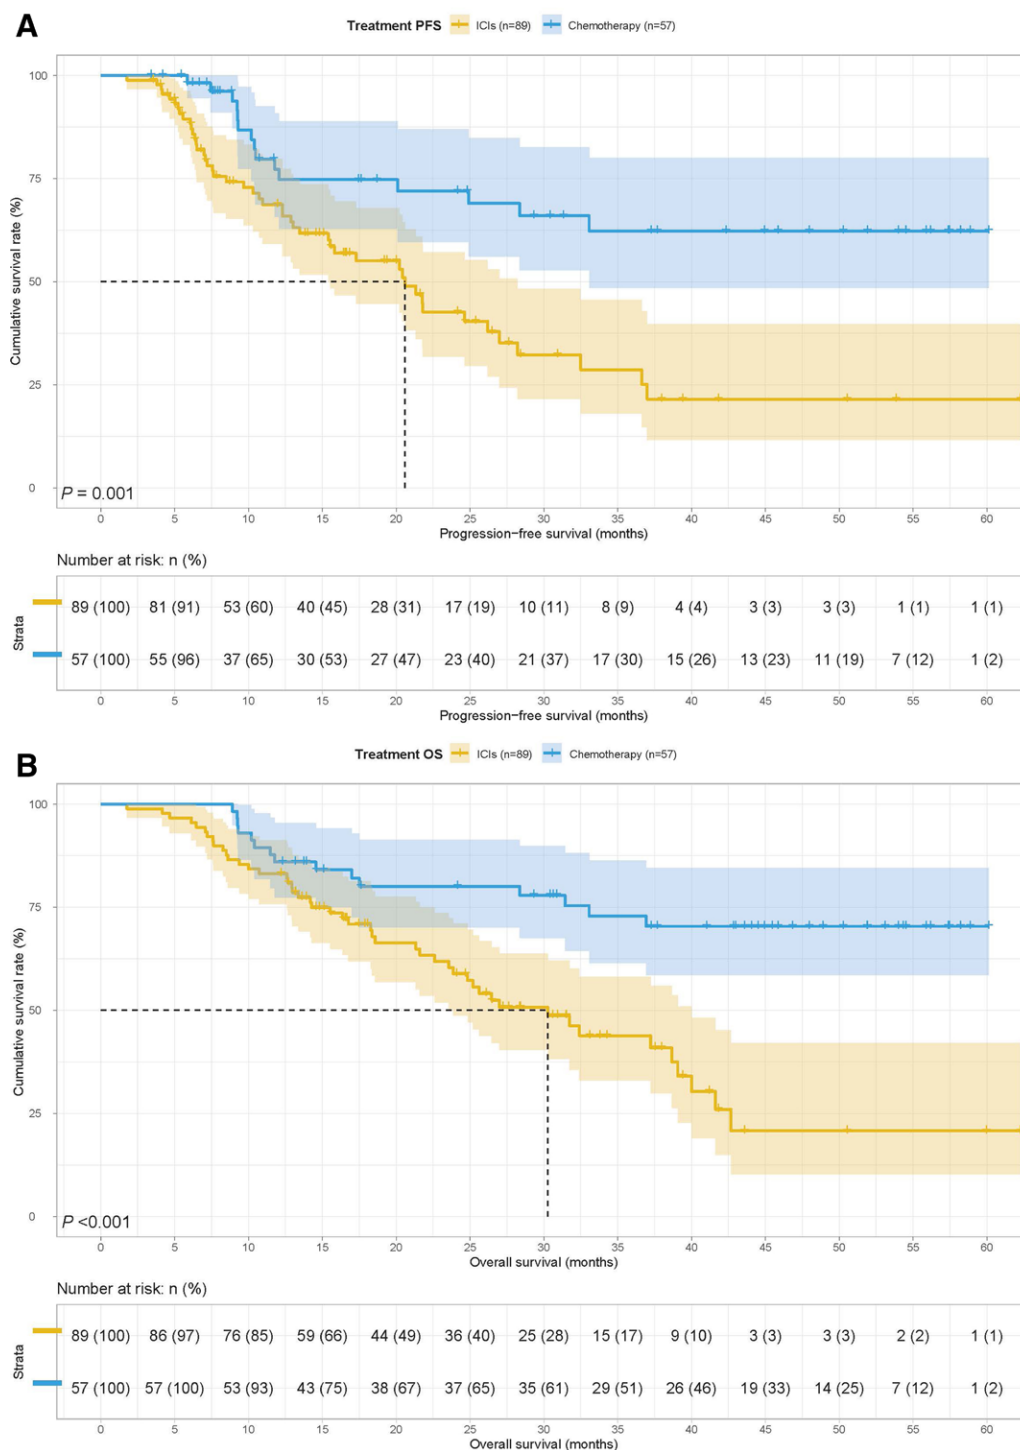 A
Treatment PFS ICIs (n=89) Chemotherapy (n=57)
Cumulative survival rate (%)
100
75
50
25
0
P = 0.001
0 5 10 15 20 25 30 35 40 45 50 55 60
Progression-free survival (months)
Number at risk: n (%)
Strata
89 (100) 81 (91) 53 (60) 40 (45) 28 (31) 17 (19) 10 (11) 8 (9) 4 (4) 3 (3) 3 (3) 1 (1) 1 (1)
57 (100) 55 (96) 37 (65) 30 (53) 27 (47) 23 (40) 21 (37) 17 (30) 15 (26) 13 (23) 11 (19) 7 (12) 1 (2)
0 5 10 15 20 25 30 35 40 45 50 55 60
Progression-free survival (months)
B
Treatment OS ICIs (n=89) Chemotherapy (n=57)
Cumulative survival rate (%)
100
75
50
25
0
P <0.001
0 5 10 15 20 25 30 35 40 45 50 55 60
Overall survival (months)
Number at risk: n (%)
Strata
89 (100) 86 (97) 76 (85) 59 (66) 44 (49) 36 (40) 25 (28) 15 (17) 9 (10) 3 (3) 3 (3) 2 (2) 1 (1)
57 (100) 57 (100) 53 (93) 43 (75) 38 (67) 37 (65) 35 (61) 29 (51) 26 (46) 19 (33) 14 (25) 7 (12) 1 (2)
0 5 10 15 20 25 30 35 40 45 50 55 60
Overall survival (months)